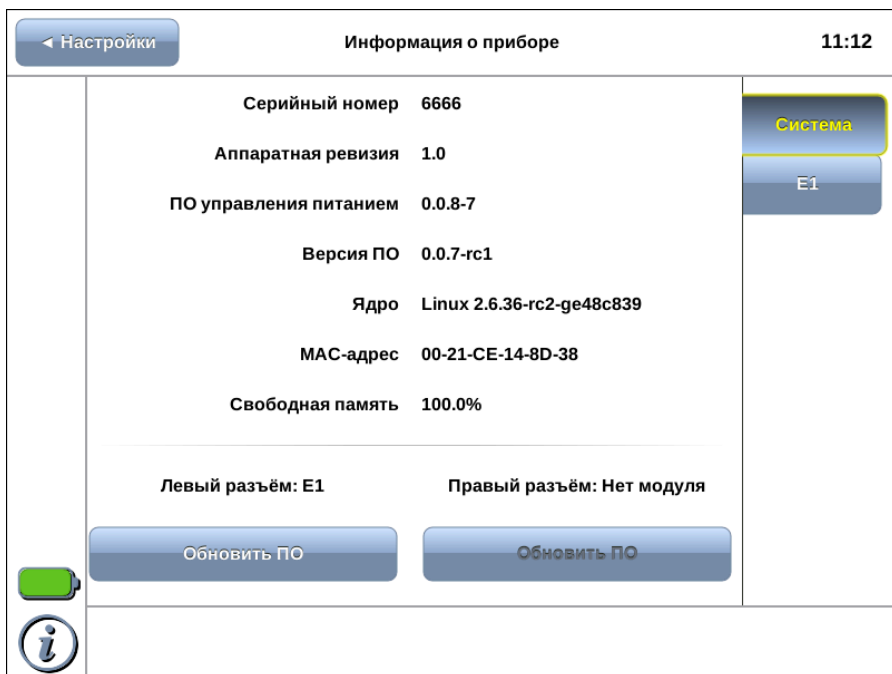 ◄ Настройки Информация о приборе 11:12
Серийный номер 6666
Система
Аппаратная ревизия 1.0
E1
ПО управления питанием 0.0.8-7
Версия ПО 0.0.7-rc1
Ядро Linux 2.6.36-rc2-ge48c839
MAC-адрес 00-21-CE-14-8D-38
Свободная память 100.0%
Левый разъём: E1 Правый разъём: Нет модуля
Обновить ПО Обновить ПО
i